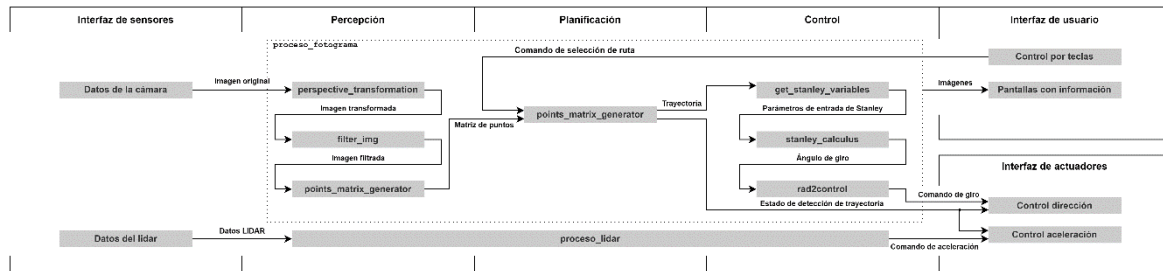 Interfaz de sensores
Percepción
Planificación
Control
Interfaz de usuario
proceso_fotograma
Comando de selección de ruta
Control por teclas
Datos de la cámara
Imagen original
perspective_transformation
Imagen transformada
filter_img
Imagen filtrada
points_matrix_generator
Matriz de puntos
points_matrix_generator
Trayectoria
get_stanley_variables
Parámetros de entrada de Stanley
stanley_calculus
Ángulo de giro
rad2control
Imágenes
Pantallas con información
Interfaz de actuadores
Comando de giro
Estado de detección de trayectoria
Control dirección
Datos del lidar
Datos LIDAR
proceso_lidar
Comando de aceleración
Control aceleración